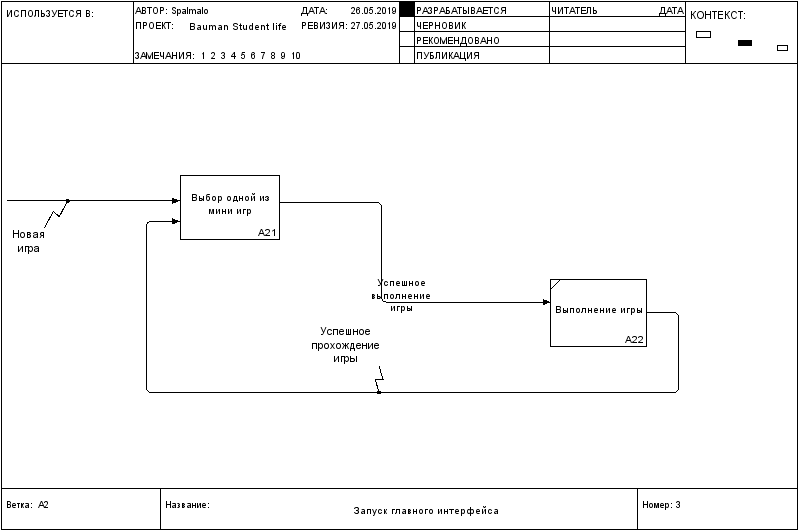 ИСПОЛЬЗУЕТСЯ В:
АВТОР: Spalmalo
ДАТА: 26.05.2019
ПРОЕКТ: Bauman Student life
РЕВИЗИЯ: 27.05.2019
ЗАМЕЧАНИЯ: 1 2 3 4 5 6 7 8 9 10
РАЗРАБАТЫВАЕТСЯ
ЧЕРНОВИК
РЕКОМЕНДОВАНО
ПУБЛИКАЦИЯ
ЧИТАТЕЛЬ ДАТА
КОНТЕКСТ:
Выбор одной из
мини игр
A21
Новая
игра
Успешное
выполнение
игры
Выполнение игры
A22
Успешное
прохождение
игры
Ветка: A2
Название:
Запуск главного интерфейса
Номер: 3